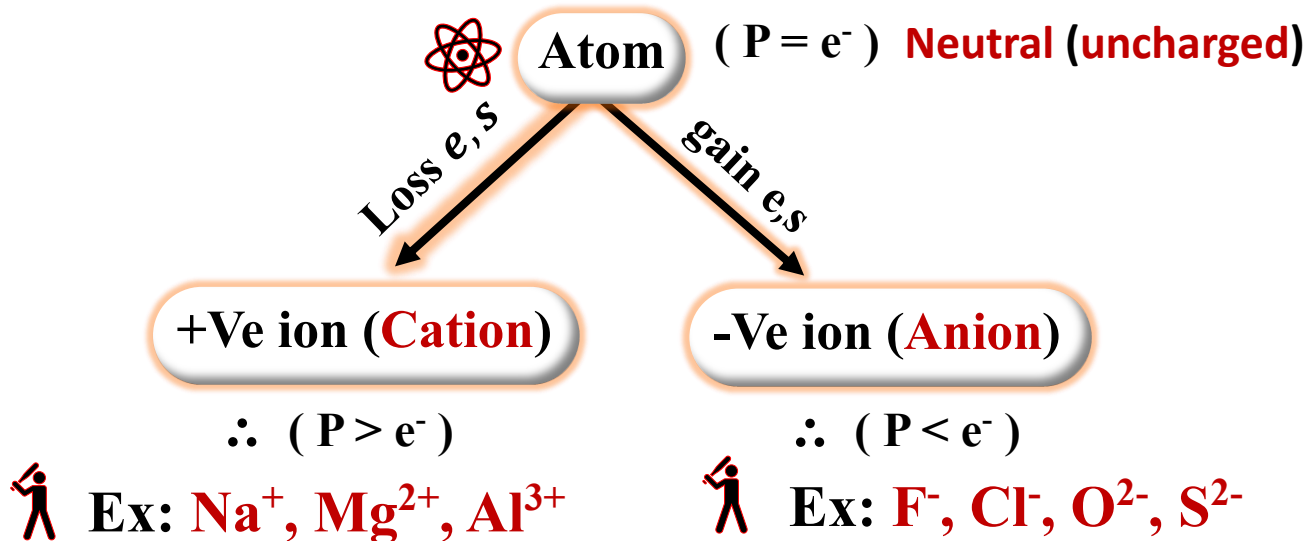 Atom ( P = e⁻ ) Neutral (uncharged)
Loss e,s
gain e,s
+Ve ion (Cation)
-Ve ion (Anion)
∴ ( P > e⁻ )
∴ ( P < e⁻ )
Ex: Na⁺, Mg²⁺, Al³⁺
Ex: F⁻, Cl⁻, O²⁻, S²⁻